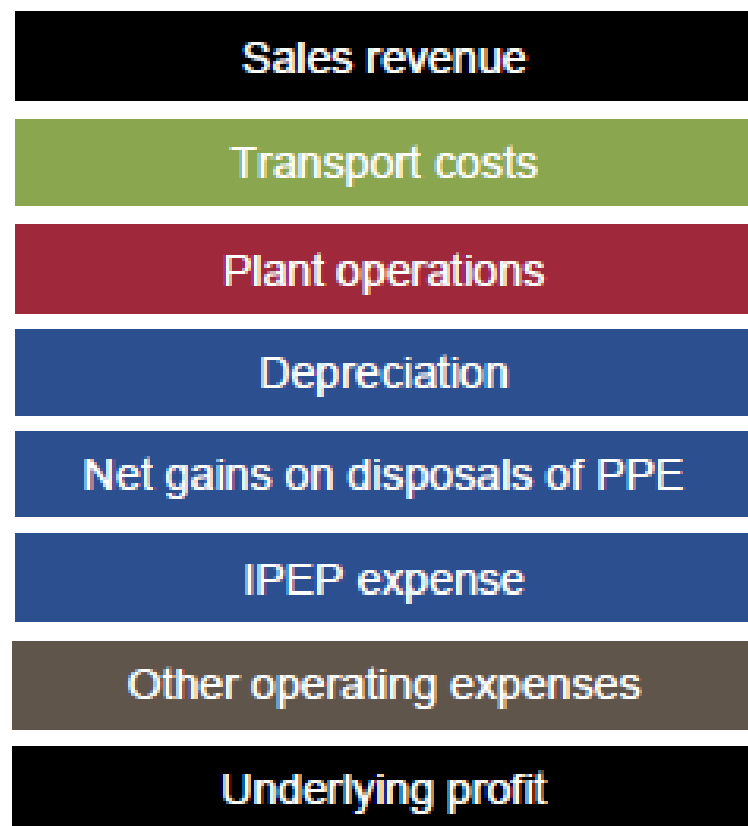 Sales revenue
Transport costs
Plant operations
Depreciation
Net gains on disposals of PPE
IPEP expense
Other operating expenses
Underlying profit